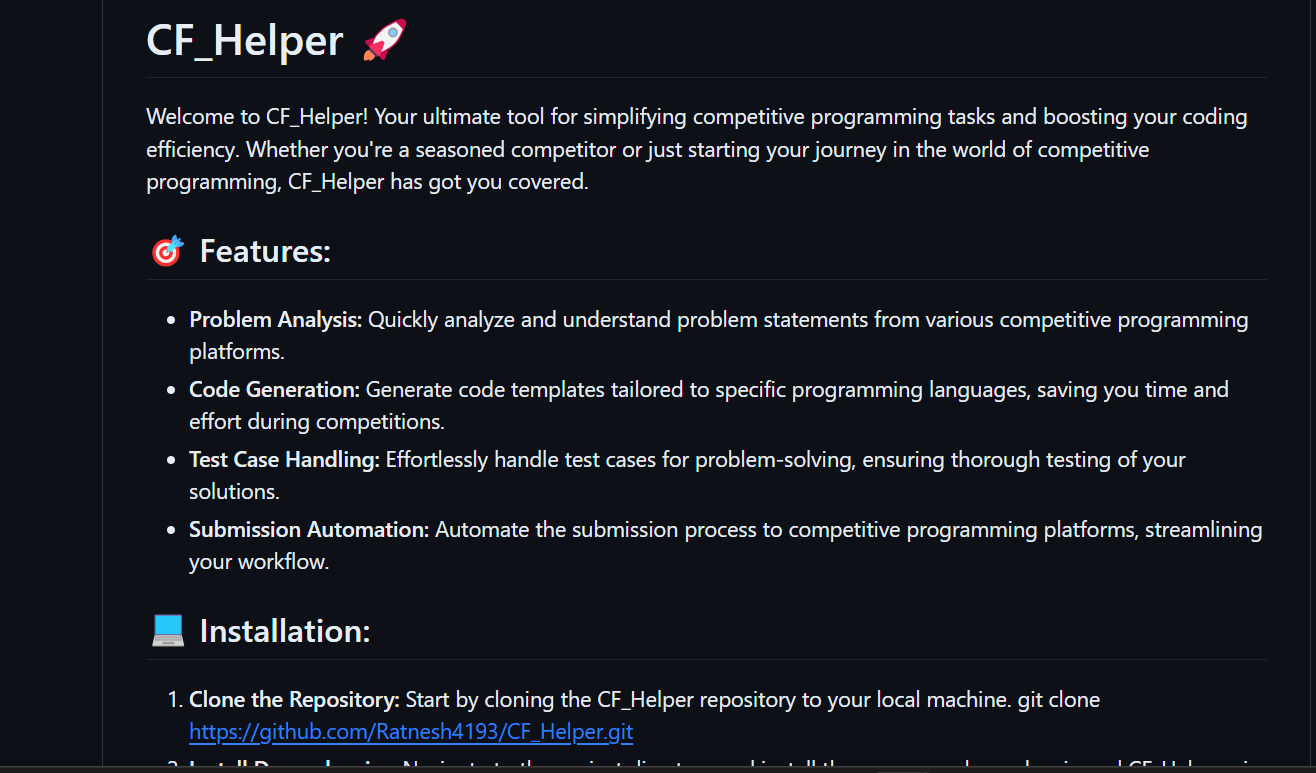 CF_Helper 🚀
Welcome to CF_Helper! Your ultimate tool for simplifying competitive programming tasks and boosting your coding
efficiency. Whether you're a seasoned competitor or just starting your journey in the world of competitive
programming, CF_Helper has got you covered.
🎯 Features:
• Problem Analysis: Quickly analyze and understand problem statements from various competitive programming
platforms.
• Code Generation: Generate code templates tailored to specific programming languages, saving you time and
effort during competitions.
• Test Case Handling: Effortlessly handle test cases for problem-solving, ensuring thorough testing of your
solutions.
• Submission Automation: Automate the submission process to competitive programming platforms, streamlining
your workflow.
💻 Installation:
1. Clone the Repository: Start by cloning the CF_Helper repository to your local machine. git clone
https://github.com/Ratnesh4193/CF_Helper.git